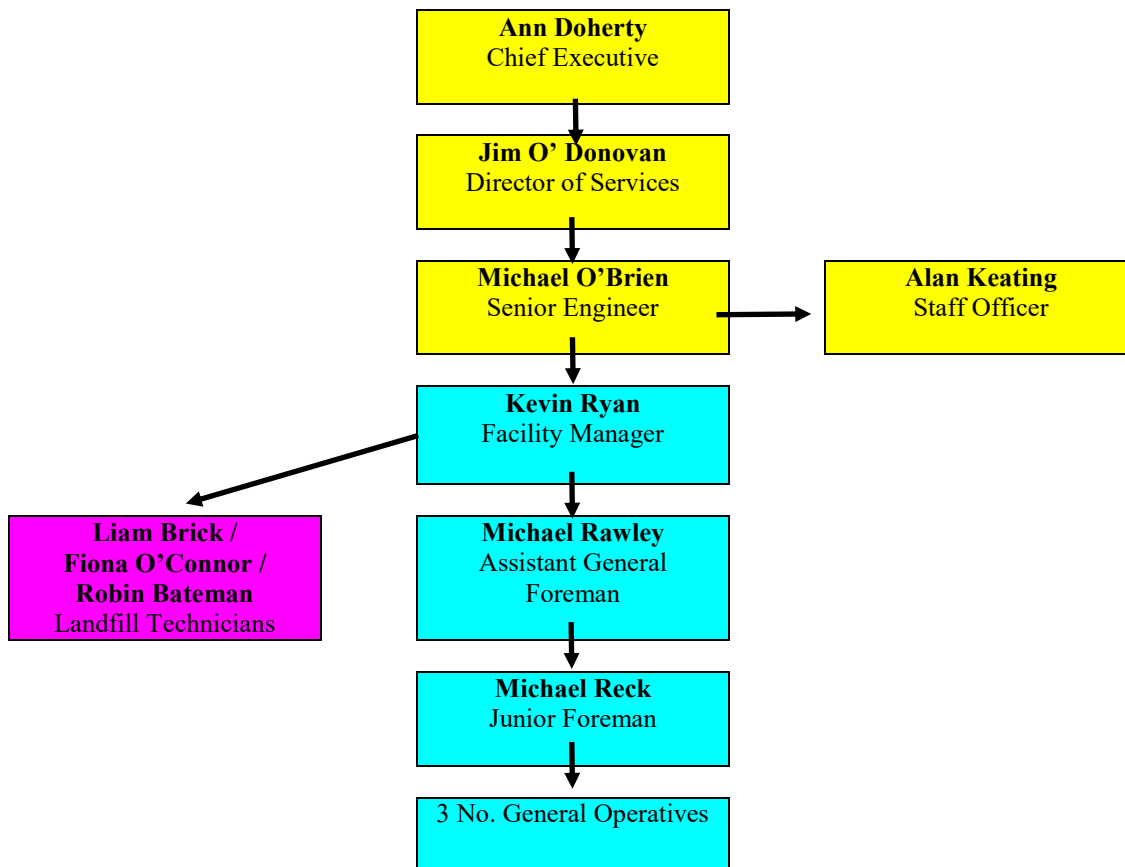 Ann Doherty
Chief Executive
Jim O’ Donovan
Director of Services
Michael O’Brien
Senior Engineer
Alan Keating
Staff Officer
Kevin Ryan
Facility Manager
Liam Brick /
Fiona O’Connor /
Robin Bateman
Landfill Technicians
Michael Rawley
Assistant General
Foreman
Michael Reck
Junior Foreman
3 No. General Operatives